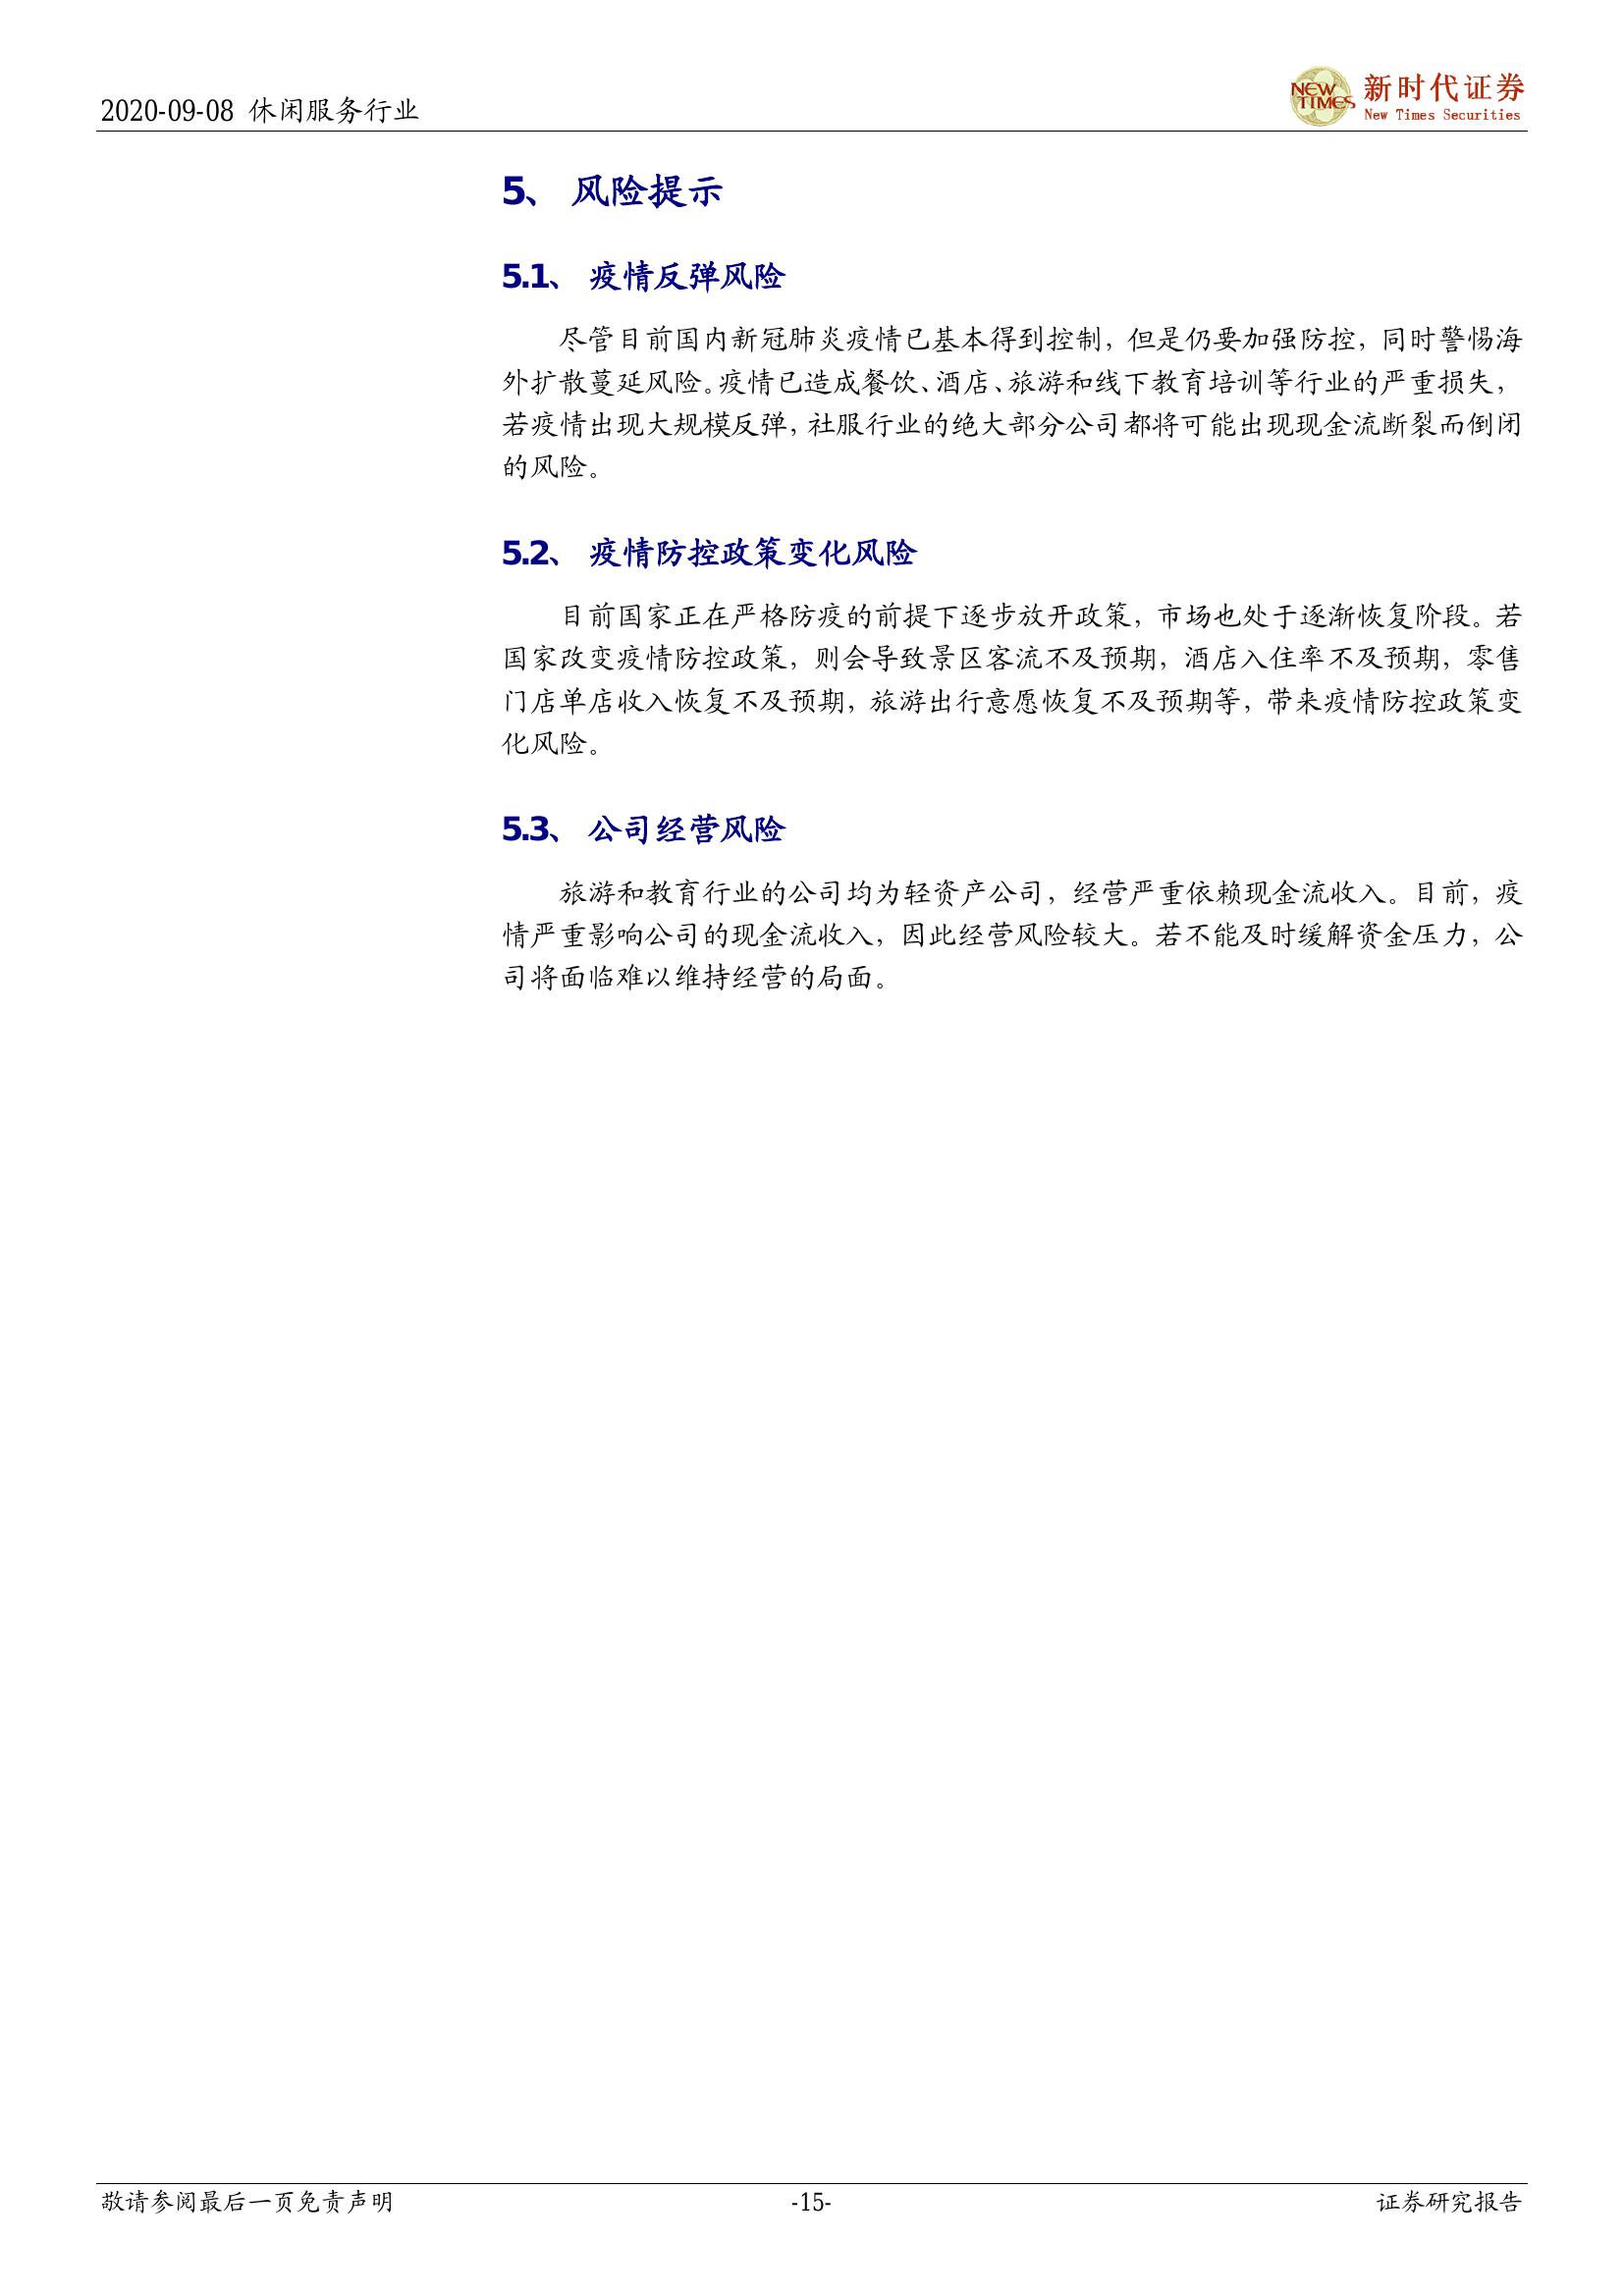 2020-09-08 休闲服务行业
NEW TIMES
新时代证券
New Times Securities
5、 风险提示
5.1、 疫情反弹风险
尽管目前国内新冠肺炎疫情已基本得到控制，但是仍要加强防控，同时警惕海
外扩散蔓延风险。疫情已造成餐饮、酒店、旅游和线下教育培训等行业的严重损失，
若疫情出现大规模反弹，社服行业的绝大部分公司都将可能出现现金流断裂而倒闭
的风险。
5.2、 疫情防控政策变化风险
目前国家正在严格防疫的前提下逐步放开政策，市场也处于逐渐恢复阶段。若
国家改变疫情防控政策，则会导致景区客流不及预期，酒店入住率不及预期，零售
门店单店收入恢复不及预期，旅游出行意愿恢复不及预期等，带来疫情防控政策变
化风险。
5.3、 公司经营风险
旅游和教育行业的公司均为轻资产公司，经营严重依赖现金流收入。目前，疫
情严重影响公司的现金流收入，因此经营风险较大。若不能及时缓解资金压力，公
司将面临难以维持经营的局面。
敬请参阅最后一页免责声明
-15-
证券研究报告